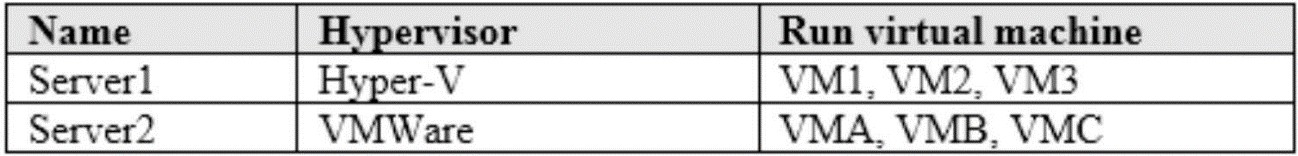 Name Hypervisor Run virtual machine
Server1 Hyper-V VM1, VM2, VM3
Server2 VMWare VMA, VMB, VMC